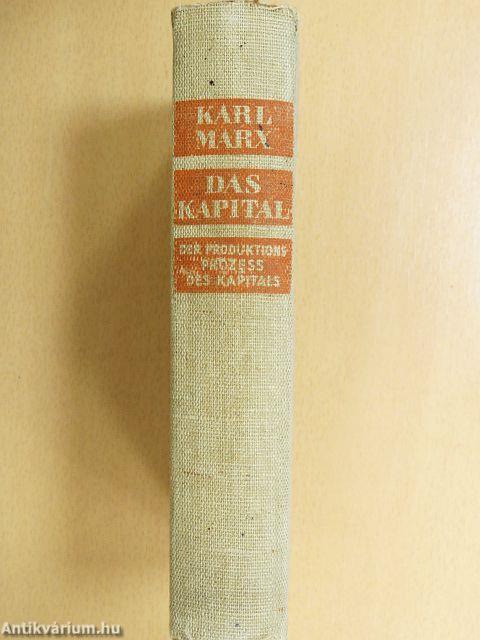 KARL
MARX
DAS
KAPITAL
DER PRODUKTIONS
PROZESS
DES KAPITALS
Antikvárium.hu